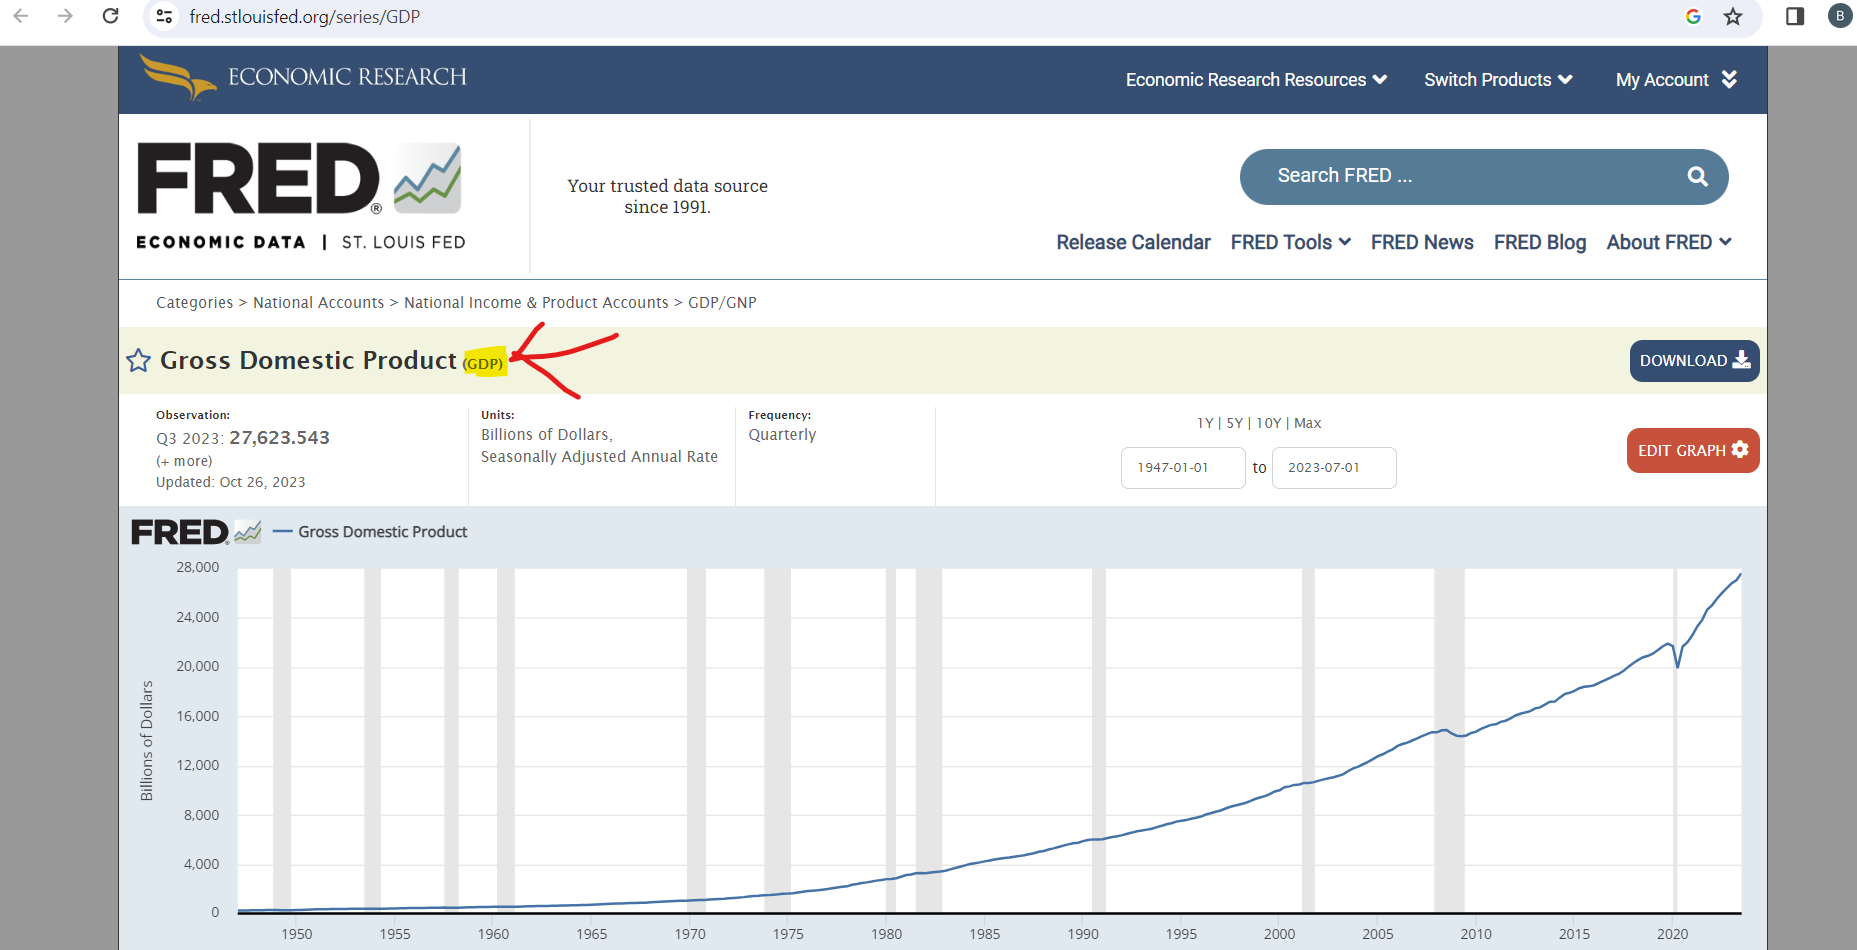 fred.stlouisfed.org/series/GDP
B
ECONOMIC RESEARCH
Economic Research Resources
Switch Products
My Account
FRED®
ECONOMIC DATA | ST. LOUIS FED
Your trusted data source
since 1991.
Search FRED ...
Release Calendar
FRED Tools
FRED News
FRED Blog
About FRED
Categories > National Accounts > National Income & Product Accounts > GDP/GNP
Gross Domestic Product (GDP)
DOWNLOAD
Observation:
Q3 2023: 27,623.543
(+ more)
Updated: Oct 26, 2023
Units:
Billions of Dollars,
Seasonally Adjusted Annual Rate
Frequency:
Quarterly
1Y | 5Y | 10Y | Max
1947-01-01 to 2023-07-01
EDIT GRAPH
FRED
Gross Domestic Product
28,000
24,000
20,000
16,000
12,000
8,000
4,000
0
Billions of Dollars
1950 1955 1960 1965 1970 1975 1980 1985 1990 1995 2000 2005 2010 2015 2020